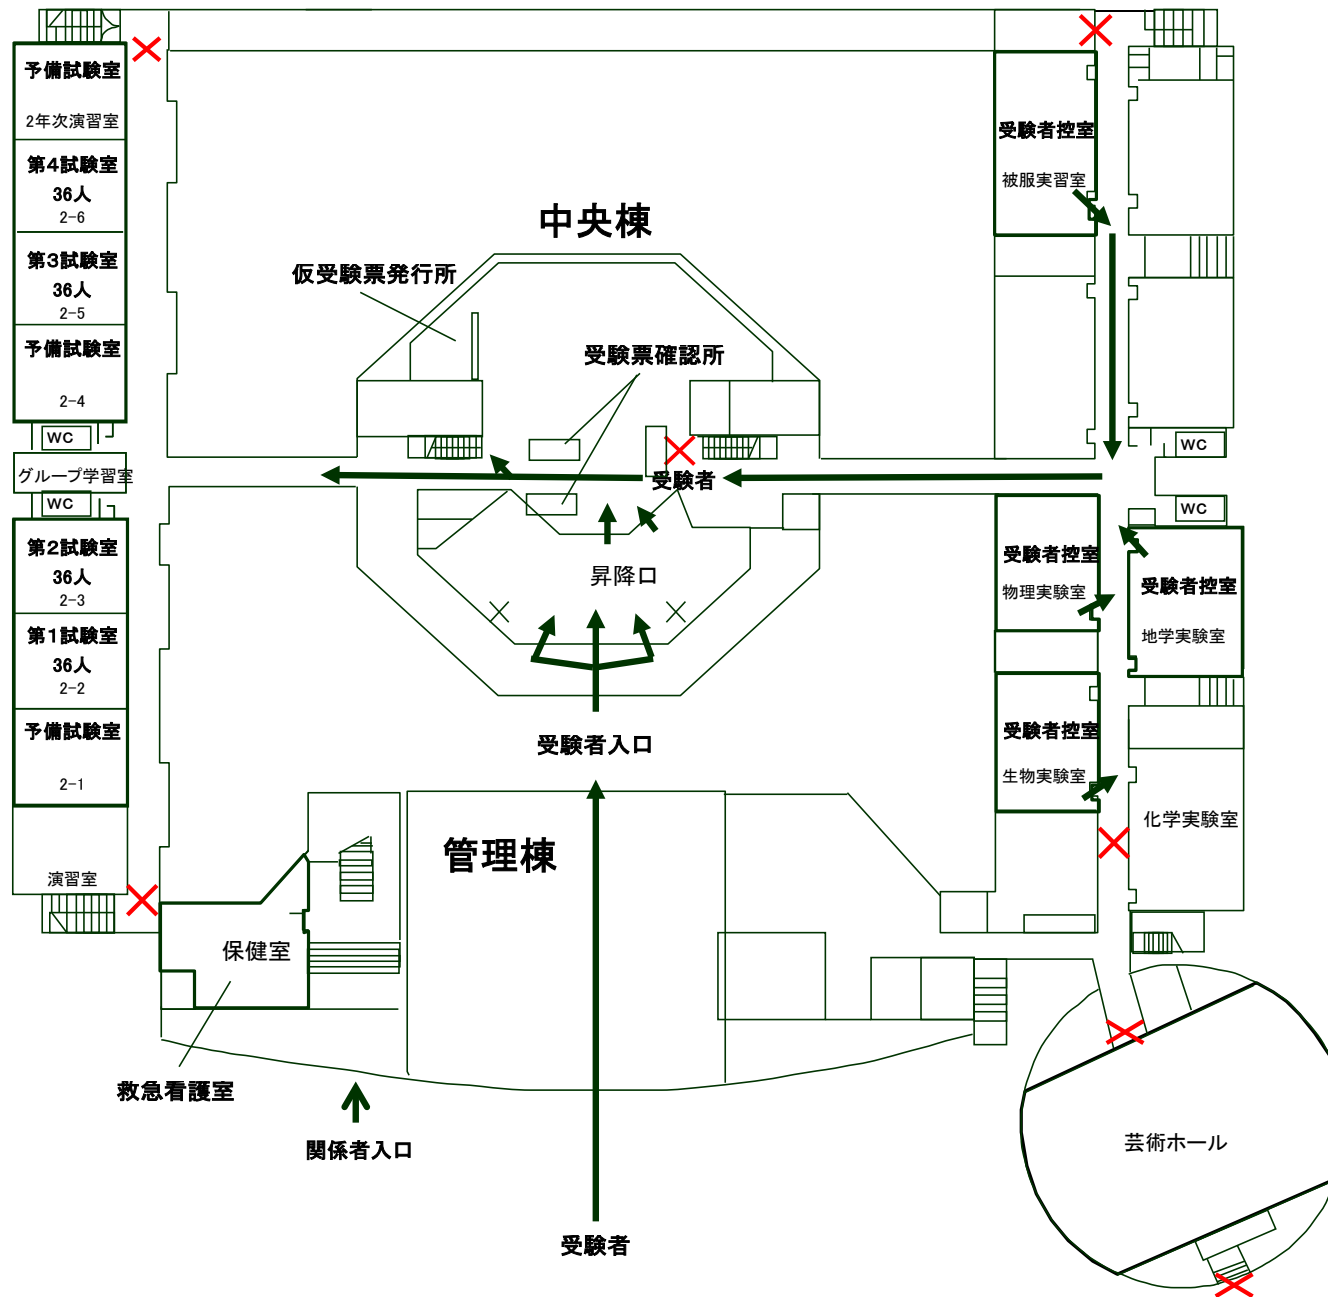 予備試験室
2年次演習室
第4試験室
36人
2-6
第3試験室
36人
2-5
予備試験室
2-4
WC
グループ学習室
WC
第2試験室
36人
2-3
第1試験室
36人
2-2
予備試験室
2-1
演習室
中央棟
仮受験票発行所
受験票確認所
受験者
昇降口
受験者入口
管理棟
保健室
救急看護室
関係者入口
受験者
受験者控室
被服実習室
WC
WC
受験者控室
物理実験室
受験者控室
地学実験室
受験者控室
生物実験室
化学実験室
芸術ホール